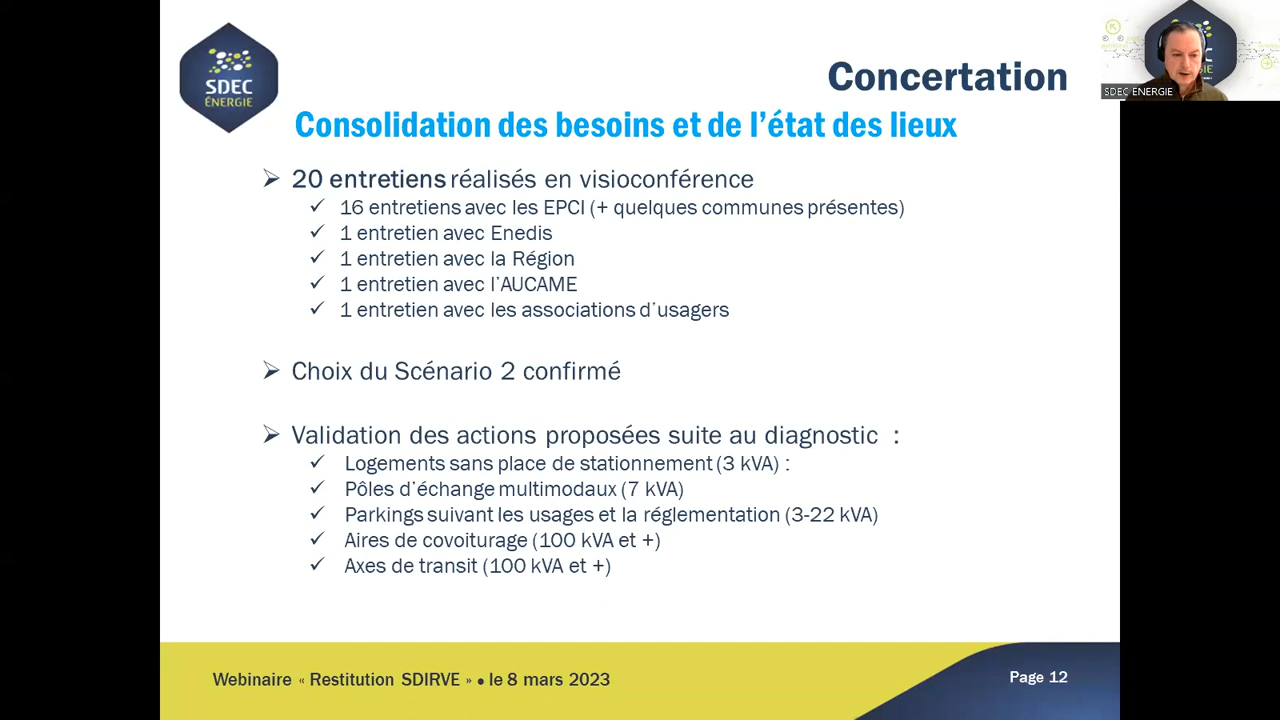 SDEC
ÉNERGIE
Concertation
SDEC ENERGIE
Consolidation des besoins et de l'état des lieux
20 entretiens réalisés en visioconférence
16 entretiens avec les EPCI (+ quelques communes présentes)
1 entretien avec Enedis
1 entretien avec la Région
1 entretien avec l'AUCAME
1 entretien avec les associations d'usagers
Choix du Scénario 2 confirmé
Validation des actions proposées suite au diagnostic :
Logements sans place de stationnement (3 kVA) :
Pôles d'échange multimodaux (7 kVA)
Parkings suivant les usages et la réglementation (3-22 kVA)
Aires de covoiturage (100 kVA et +)
Axes de transit (100 kVA et +)
Webinaire « Restitution SDIRVE » • le 8 mars 2023
Page 12